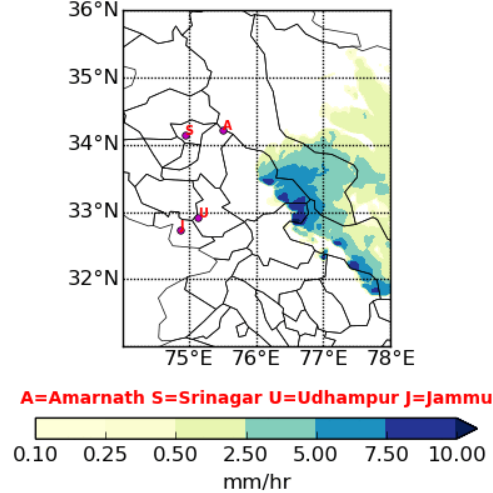 36°N
35°N
34°N
33°N
32°N
S
A
U
J
75°E 76°E 77°E 78°E
A=Amarnath S=Srinagar U=Udhampur J=Jammu
0.10 0.25 0.50 2.50 5.00 7.50 10.00
mm/hr